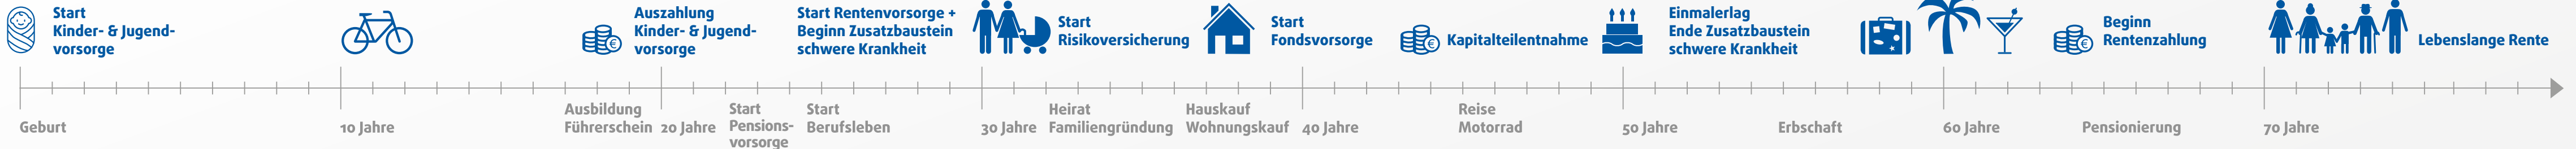 Start
Kinder- & Jugend-
vorsorge
Auszahlung
Kinder- & Jugend-
vorsorge
Start Rentenvorsorge +
Beginn Zusatzbaustein
schwere Krankheit
Start
Risikoversicherung
Start
Fondsvorsorge
Kapitalteilentnahme
Einmalerlag
Ende Zusatzbaustein
schwere Krankheit
Beginn
Rentenzahlung
Lebenslange Rente
Geburt
10 Jahre
Ausbildung
Führerschein
20 Jahre
Start
Pensions-
vorsorge
Start
Berufsleben
30 Jahre
Heirat
Familiengründung
Hauskauf
Wohnungskauf
40 Jahre
Reise
Motorrad
50 Jahre
Erbschaft
60 Jahre
Pensionierung
70 Jahre